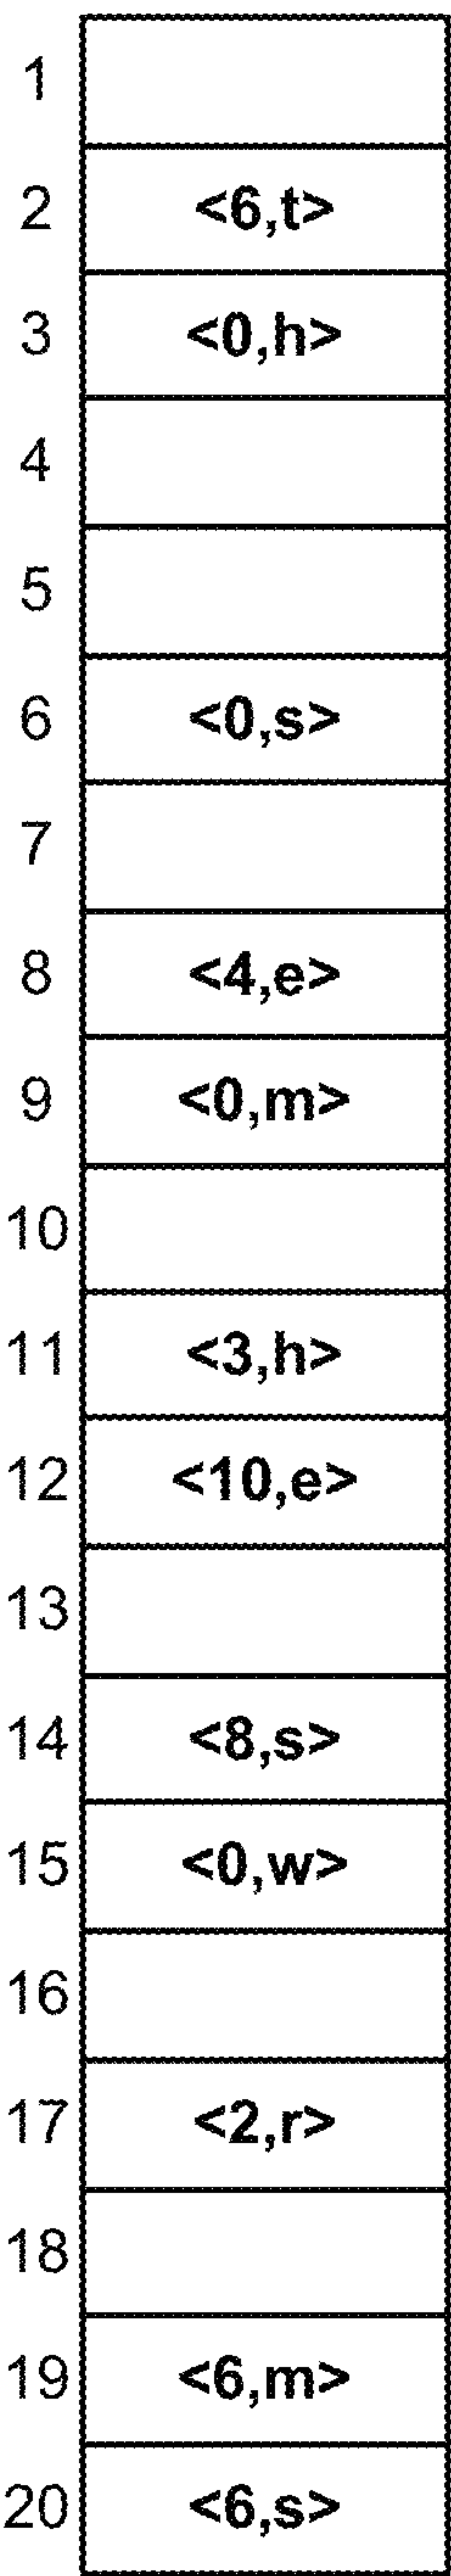 1
2 <6,t>
3 <0,h>
4
5
6 <0,s>
7
8 <4,e>
9 <0,m>
10
11 <3,h>
12 <10,e>
13
14 <8,s>
15 <0,w>
16
17 <2,r>
18
19 <6,m>
20 <6,s>